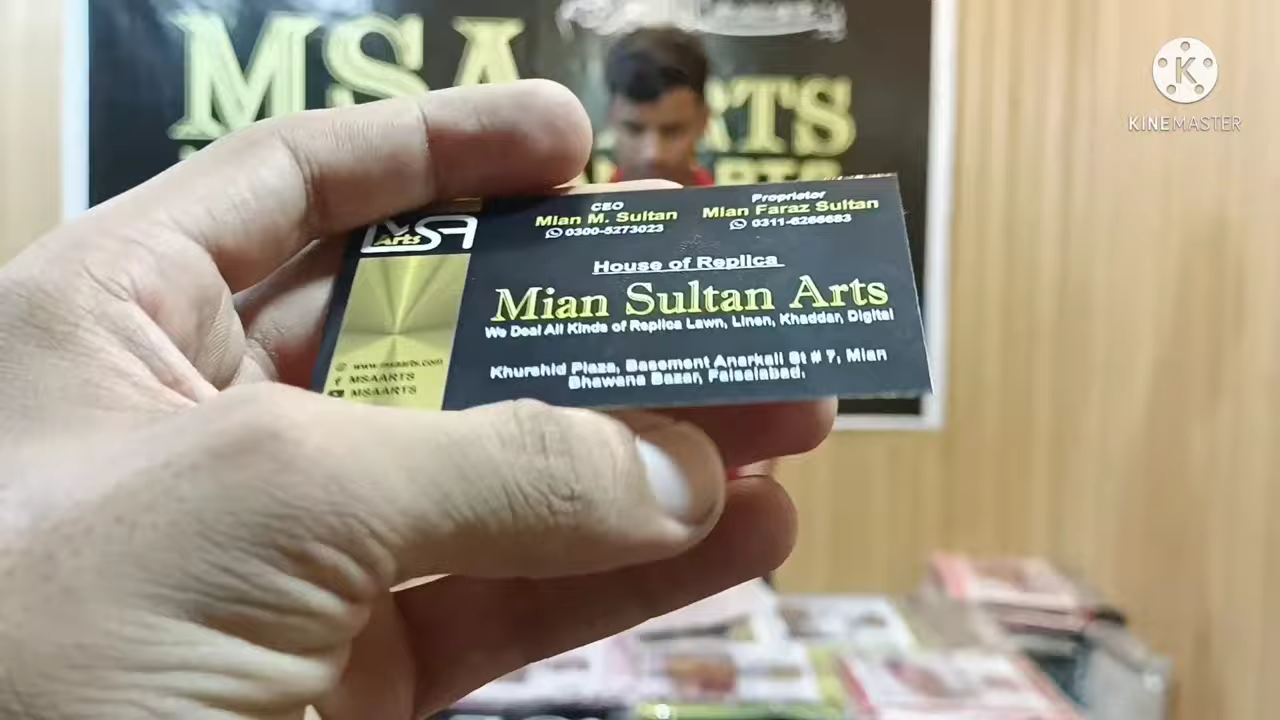 MSA
ARTS
KINEMASTER
MSA
Arts
CEO
Mian M. Sultan
0300-5273023
Proprietor
Mian Faraz Sultan
0311-6266683
House of Replica
Mian Sultan Arts
We Deal All Kinds of Replica Lawn, Linen, Khaddar, Digital
Khurshid Plaza, Basement Anarkali St # 7, Mian
Bhawana Bazar, Faisalabad.
www.msaarts.com
MSAARTS
MSAARTS